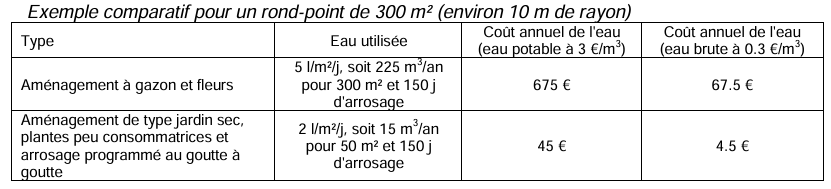 Exemple comparatif pour un rond-point de 300 m² (environ 10 m de rayon)
Type
Eau utilisée
Coût annuel de l'eau
(eau potable à 3 €/m³)
Coût annuel de l'eau
(eau brute à 0.3 €/m³)
Aménagement à gazon et fleurs
5 l/m²/j, soit 225 m³/an
pour 300 m² et 150 j
d'arrosage
675 €
67.5 €
Aménagement de type jardin sec,
plantes peu consommatrices et
arrosage programmé au goutte à
goutte
2 l/m²/j, soit 15 m³/an
pour 50 m² et 150 j
d'arrosage
45 €
4.5 €